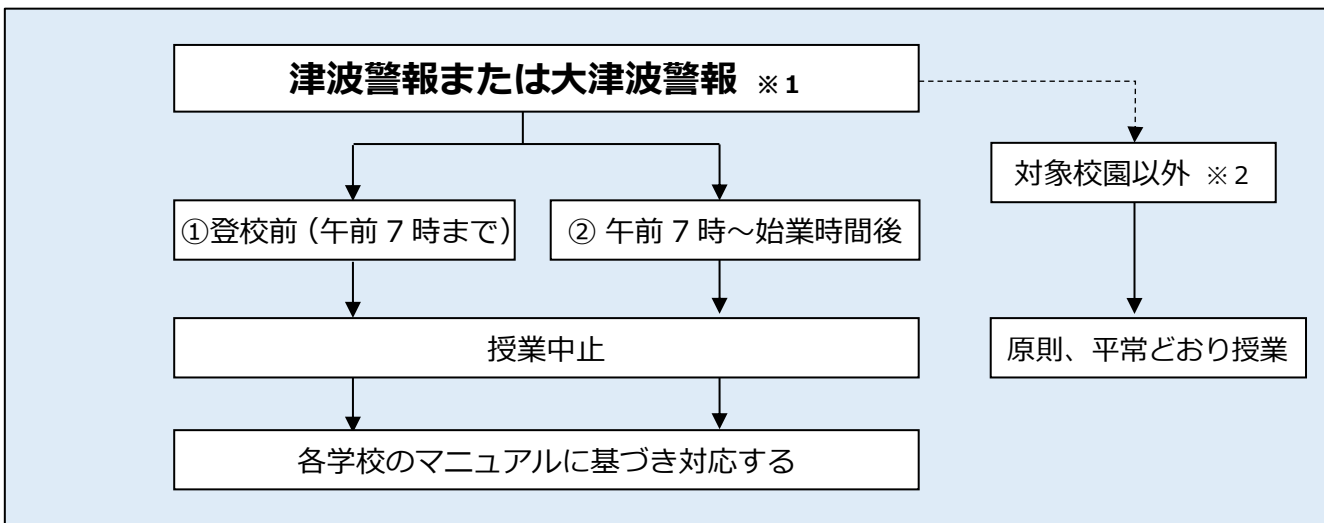 津波警報または大津波警報 ※1
対象校園以外 ※2
①登校前（午前7時まで）
② 午前7時～始業時間後
授業中止
原則、平常どおり授業
各学校のマニュアルに基づき対応する